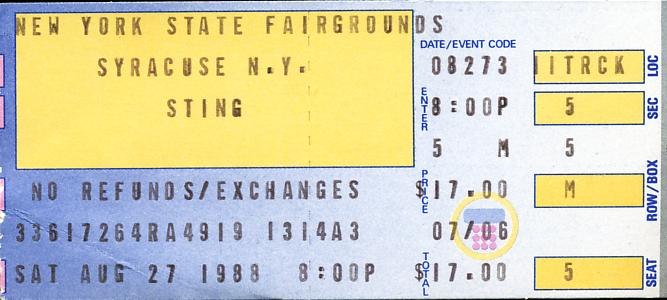 NEW YORK STATE FAIRGROUNDS
SYRACUSE N.Y.
STING
NO REFUNDS/EXCHANGES
33617264RA4919 1314A3
SAT AUG 27 1988 8:00P
DATE/EVENT CODE
08273
ENTER
8:00P
5 M
PRICE
$17.00
07/06
TOTAL
$17.00
ITRCK LOC
5 SEC
5
M ROW/BOX
5 SEAT